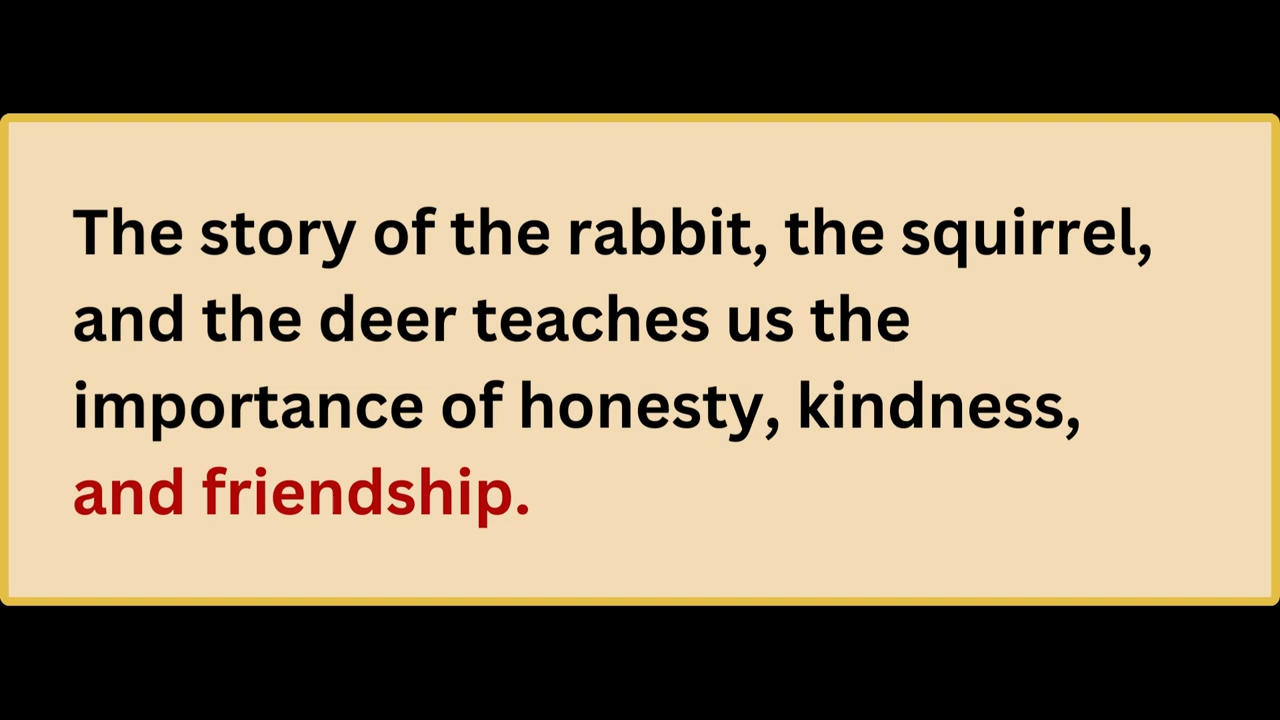 The story of the rabbit, the squirrel,
and the deer teaches us the
importance of honesty, kindness,
and friendship.